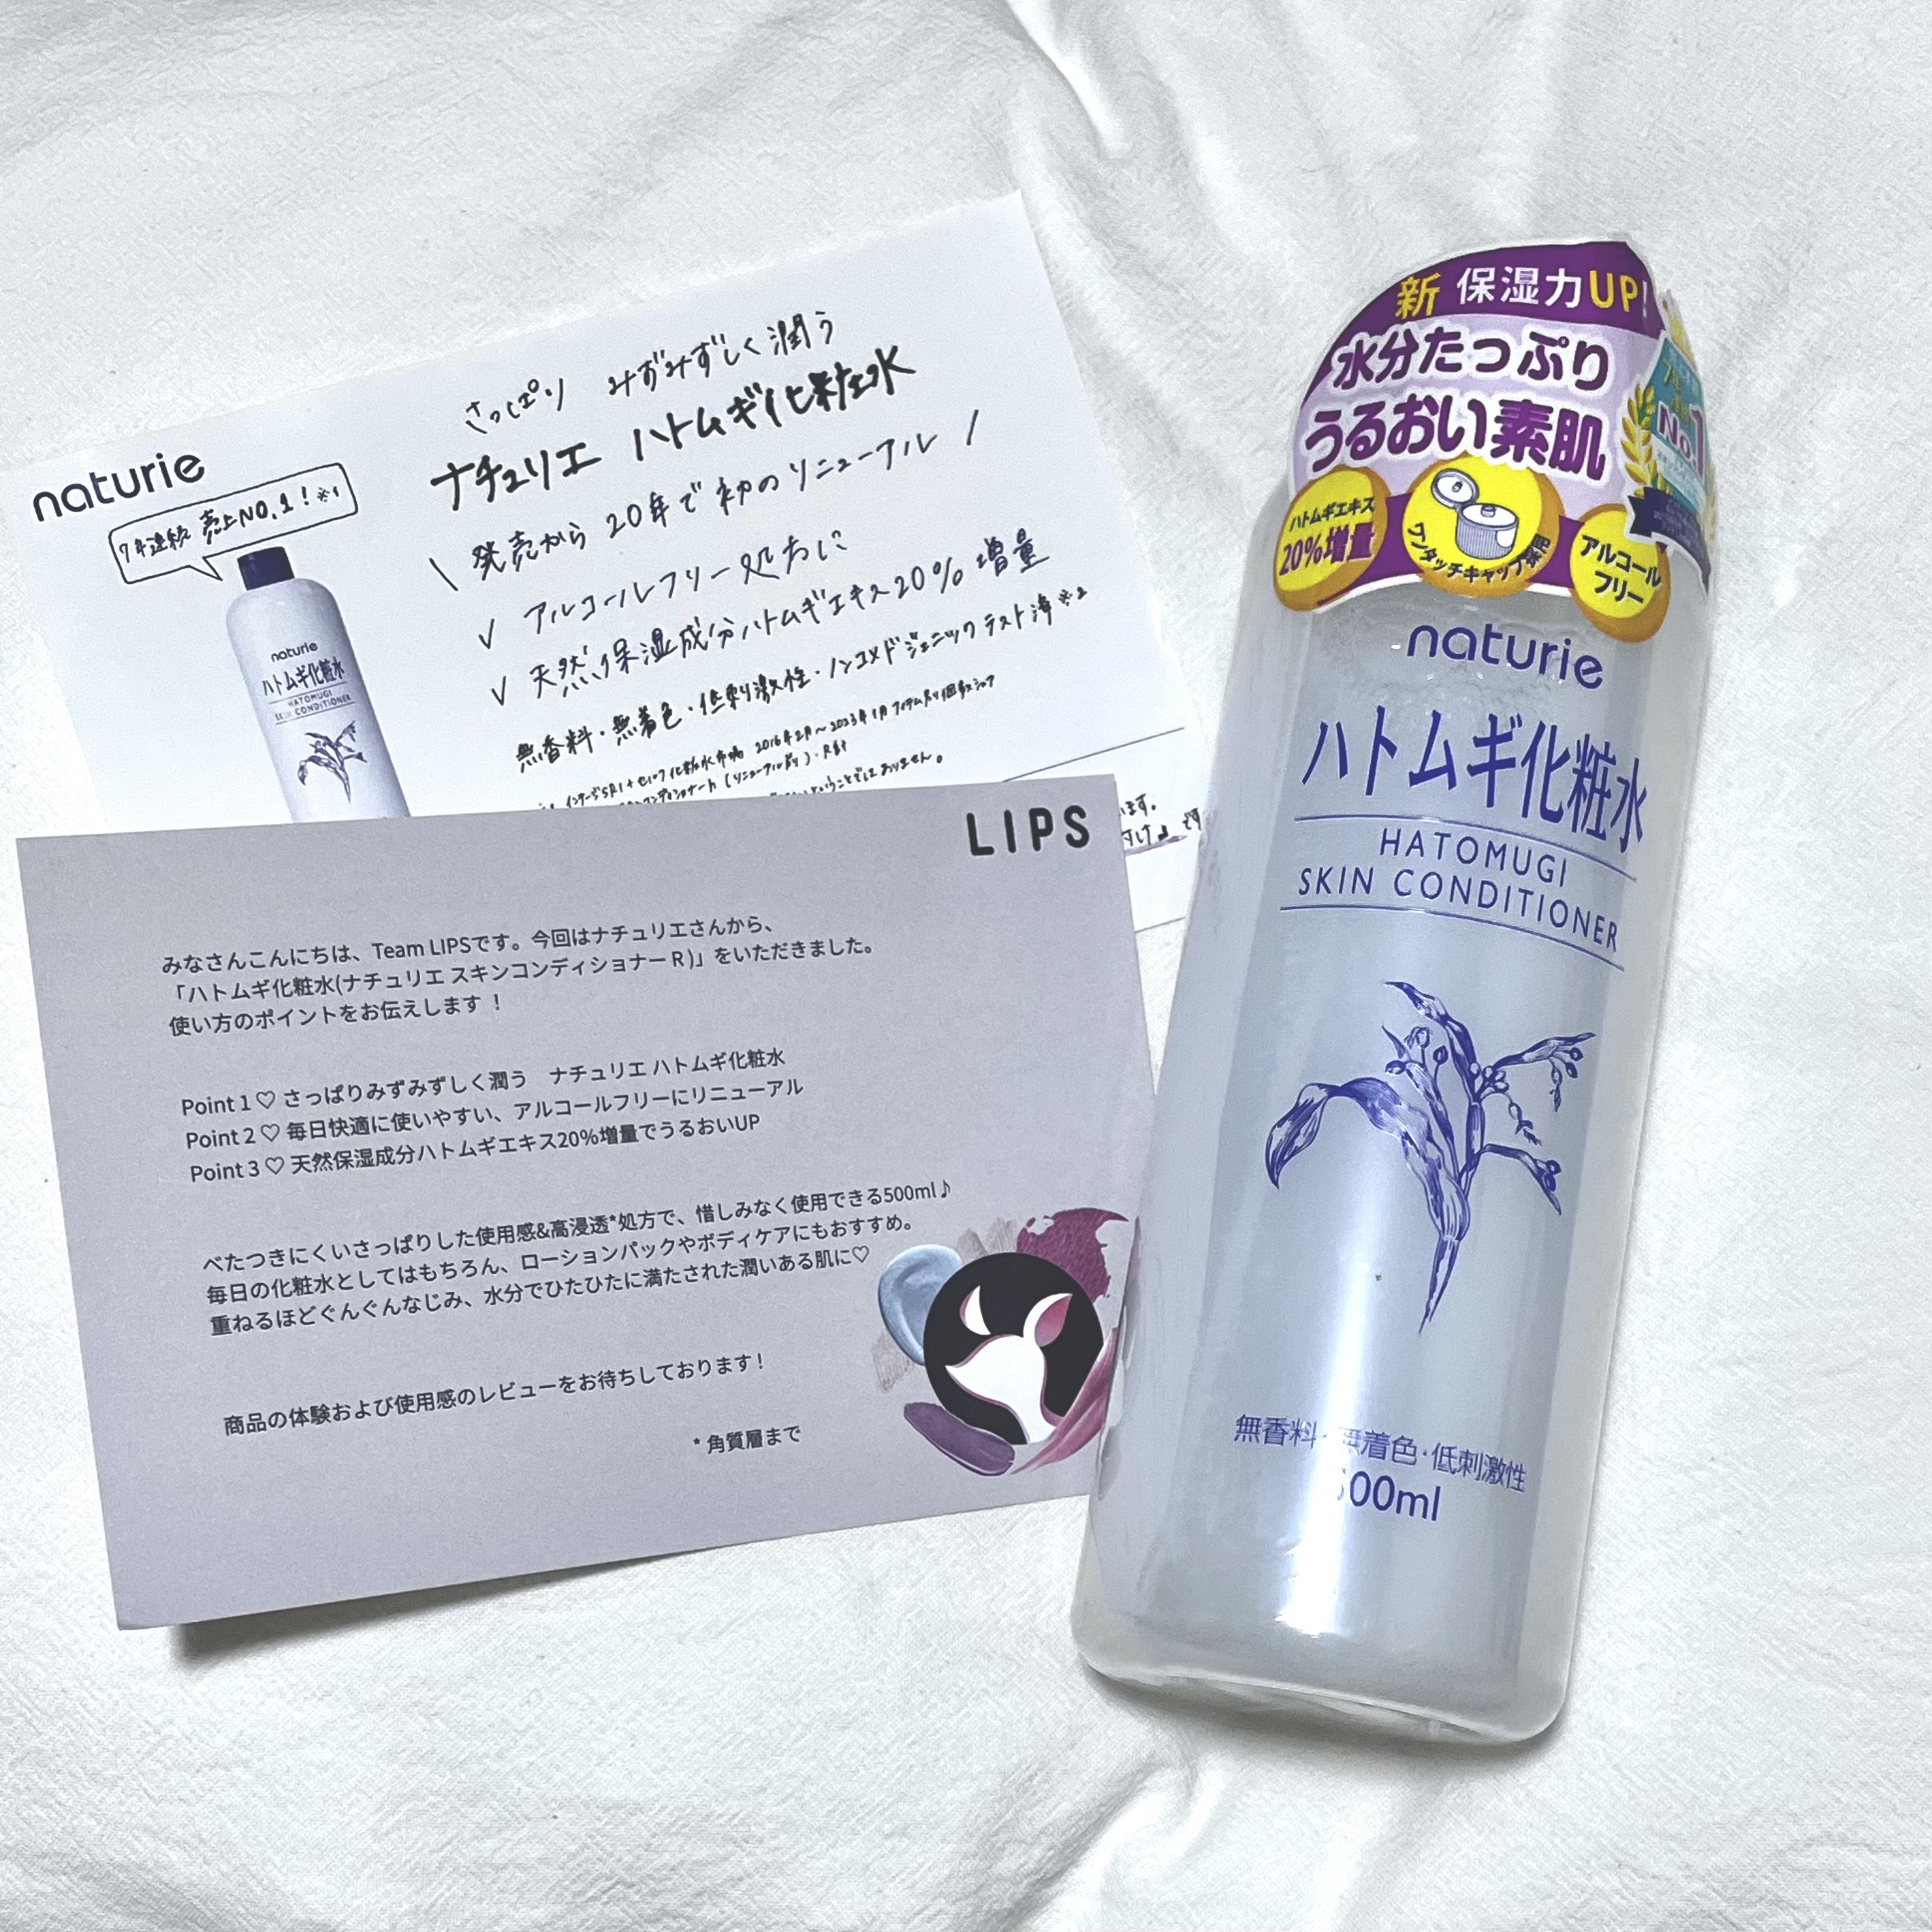 naturie
7年連続 売上NO.1!※1
さっぱり みずみずしく潤う
ナチュリエ ハトムギ化粧水
\ 発売から20年で初のリニューアル /
✓ アルコールフリー処方に
✓ 天然保湿成分ハトムギエキス20%増量
無香料・無着色・低刺激性・ノンコメドジェニックテスト済※2
naturie
ハトムギ化粧水
HATOMUGI
SKIN CONDITIONER
LIPS
みなさんこんにちは、Team LIPSです。今回はナチュリエさんから、
「ハトムギ化粧水(ナチュリエ スキンコンディショナー R)」をいただきました。
使い方のポイントをお伝えします！
Point 1 ♡ さっぱりみずみずしく潤う　ナチュリエ ハトムギ化粧水
Point 2 ♡ 毎日快適に使いやすい、アルコールフリーにリニューアル
Point 3 ♡ 天然保湿成分ハトムギエキス20%増量でうるおいUP
べたつきにくいさっぱりした使用感&高浸透*処方で、惜しみなく使用できる500ml♪
毎日の化粧水としてはもちろん、ローションパックやボディケアにもおすすめ。
重ねるほどぐんぐんなじみ、水分でひたひたに満たされた潤いある肌に♡
商品の体験および使用感のレビューをお待ちしております！
* 角質層まで
新 保湿力UP!
水分たっぷり
うるおい素肌
ハトムギエキス
20%増量
ワンタッチキャップ採用
アルコール
フリー
No.1
naturie
ハトムギ化粧水
HATOMUGI
SKIN CONDITIONER
無香料・無着色・低刺激性
500ml